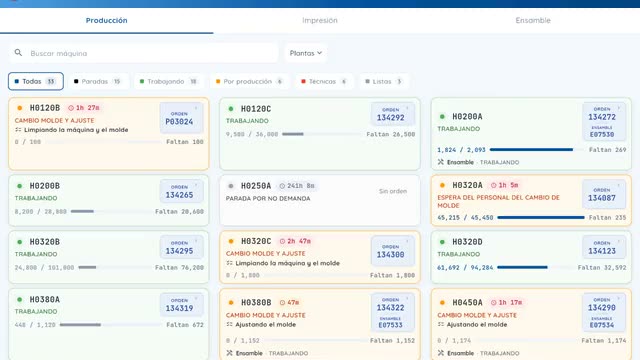 Producción
Impresión
Ensamble
Buscar máquina
Plantas
Todas 33
Paradas 15
Trabajando 18
Por producción 6
Técnicas 6
Listas 3
H0120B 1h 27m
ORDEN
P03024
CAMBIO MOLDE Y AJUSTE
Limpiando la máquina y el molde
0 / 180
Faltan 180
H0120C
ORDEN
134292
TRABAJANDO
9,580 / 36,000
Faltan 26,500
H0200A
ORDEN
134272
ENSAMBLE
E07530
TRABAJANDO
1,824 / 2,093
Faltan 269
Ensamble · TRABAJANDO
H0200B
ORDEN
134265
TRABAJANDO
8,200 / 28,800
Faltan 20,600
H0250A 241h 8m
Sin orden
PARADA POR NO DEMANDA
H0320A 1h 5m
ORDEN
134087
ESPERA DEL PERSONAL DEL CAMBIO DE
MOLDE
45,215 / 45,450
Faltan 235
H0320B
ORDEN
134295
TRABAJANDO
24,800 / 101,000
Faltan 76,200
H0320C 2h 47m
ORDEN
134300
CAMBIO MOLDE Y AJUSTE
Limpiando la máquina y el molde
0 / 1,800
Faltan 1,800
H0320D
ORDEN
134123
TRABAJANDO
61,692 / 94,284
Faltan 32,592
H0380A
ORDEN
134319
TRABAJANDO
448 / 1,120
Faltan 672
H0380B 47m
ORDEN
134322
ENSAMBLE
E07533
CAMBIO MOLDE Y AJUSTE
Ajustando el molde
0 / 1,152
Faltan 1,152
Ensamble · TRABAJANDO
H0450A 1h 17m
ORDEN
134290
ENSAMBLE
E07534
CAMBIO MOLDE Y AJUSTE
Ajustando el molde
0 / 1,174
Faltan 1,174
Ensamble · TRABAJANDO